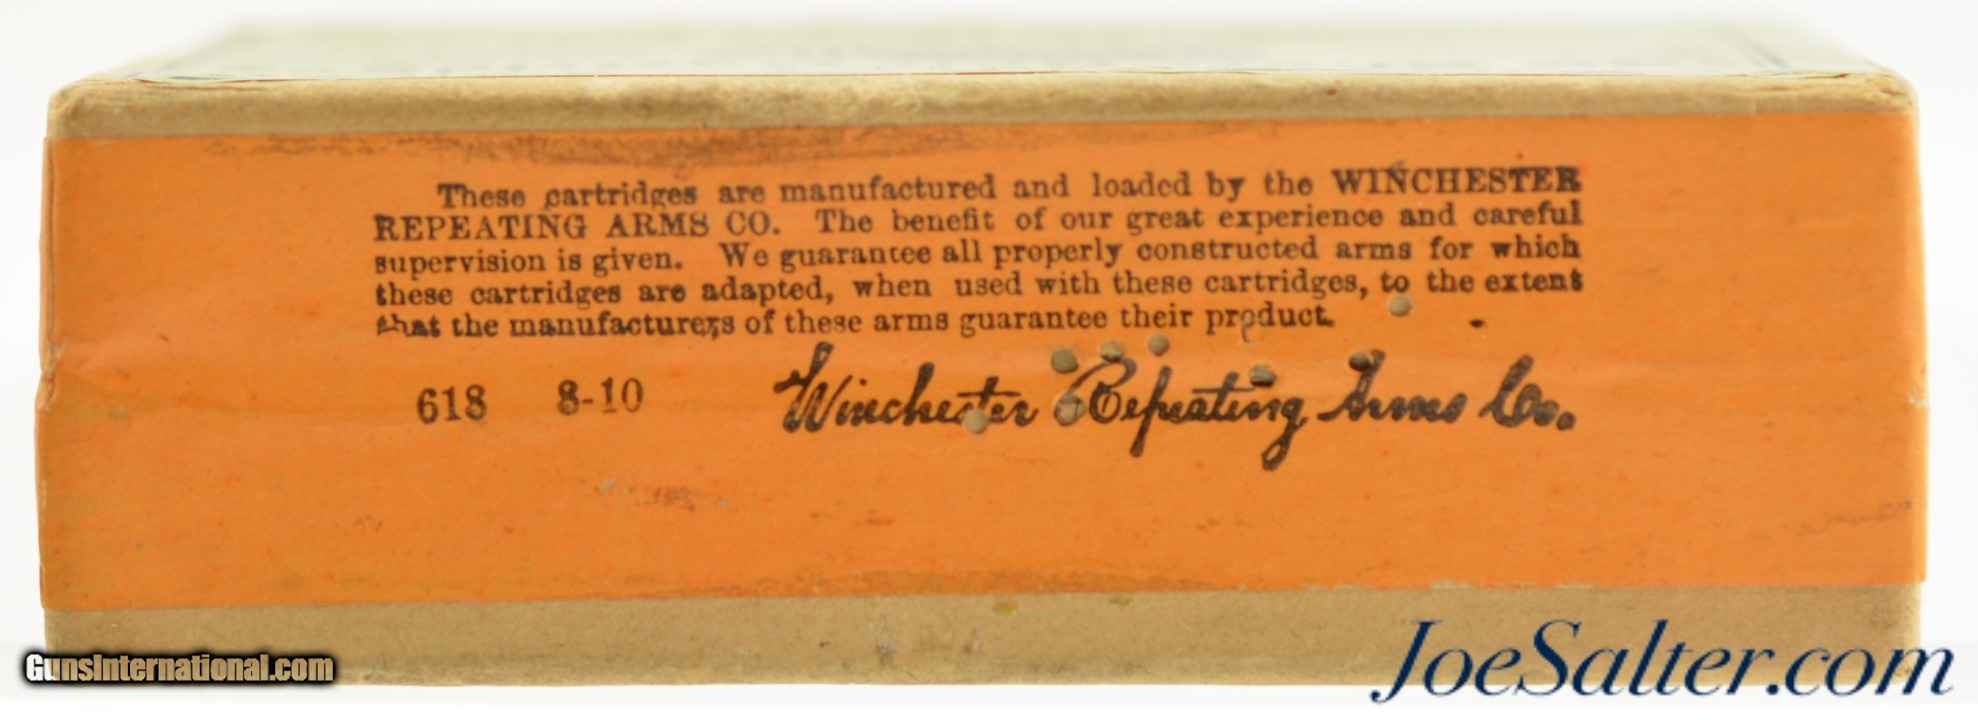 These cartridges are manufactured and loaded by the WINCHESTER
REPEATING ARMS CO. The benefit of our great experience and careful
supervision is given. We guarantee all properly constructed arms for which
these cartridges are adapted, when used with these cartridges, to the extent
that the manufacturers of these arms guarantee their product.
618 8-10 Winchester Repeating Arms Co.
GunsInternational.com
JoeSalter.com